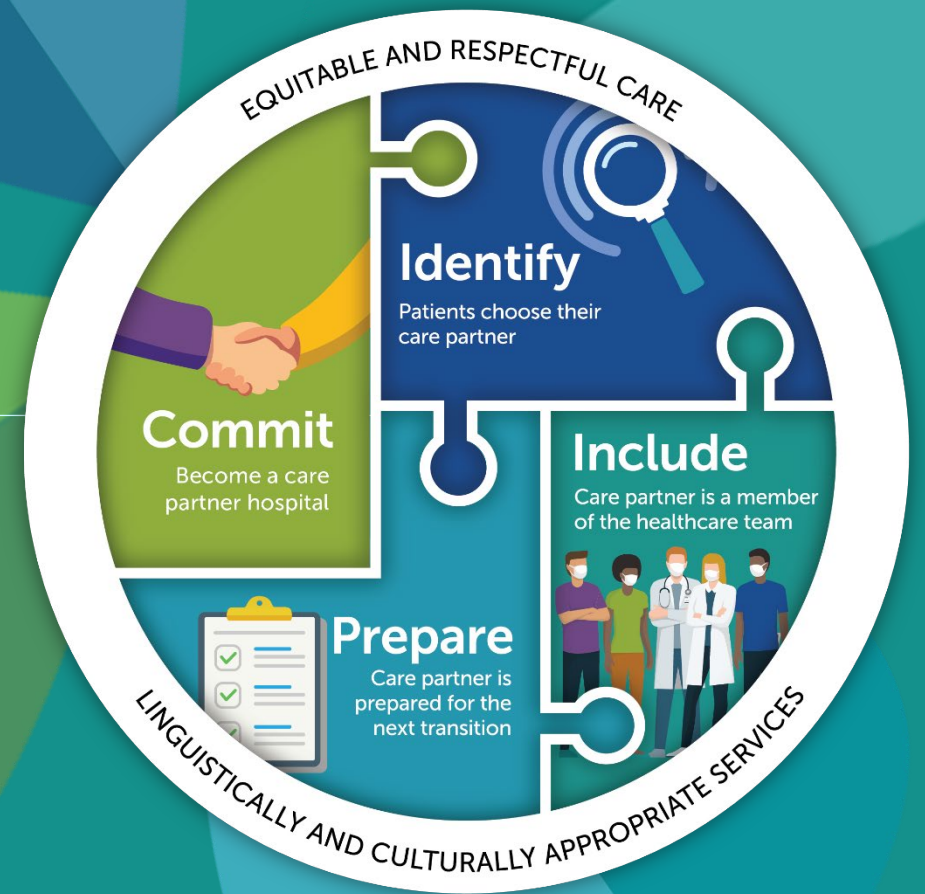 EQUITABLE AND RESPECTFUL CARE
Commit
Become a care
partner hospital
Identify
Patients choose their
care partner
Include
Care partner is a member
of the healthcare team
Prepare
Care partner is
prepared for the
next transition
LINGUISTICALLY AND CULTURALLY APPROPRIATE SERVICES